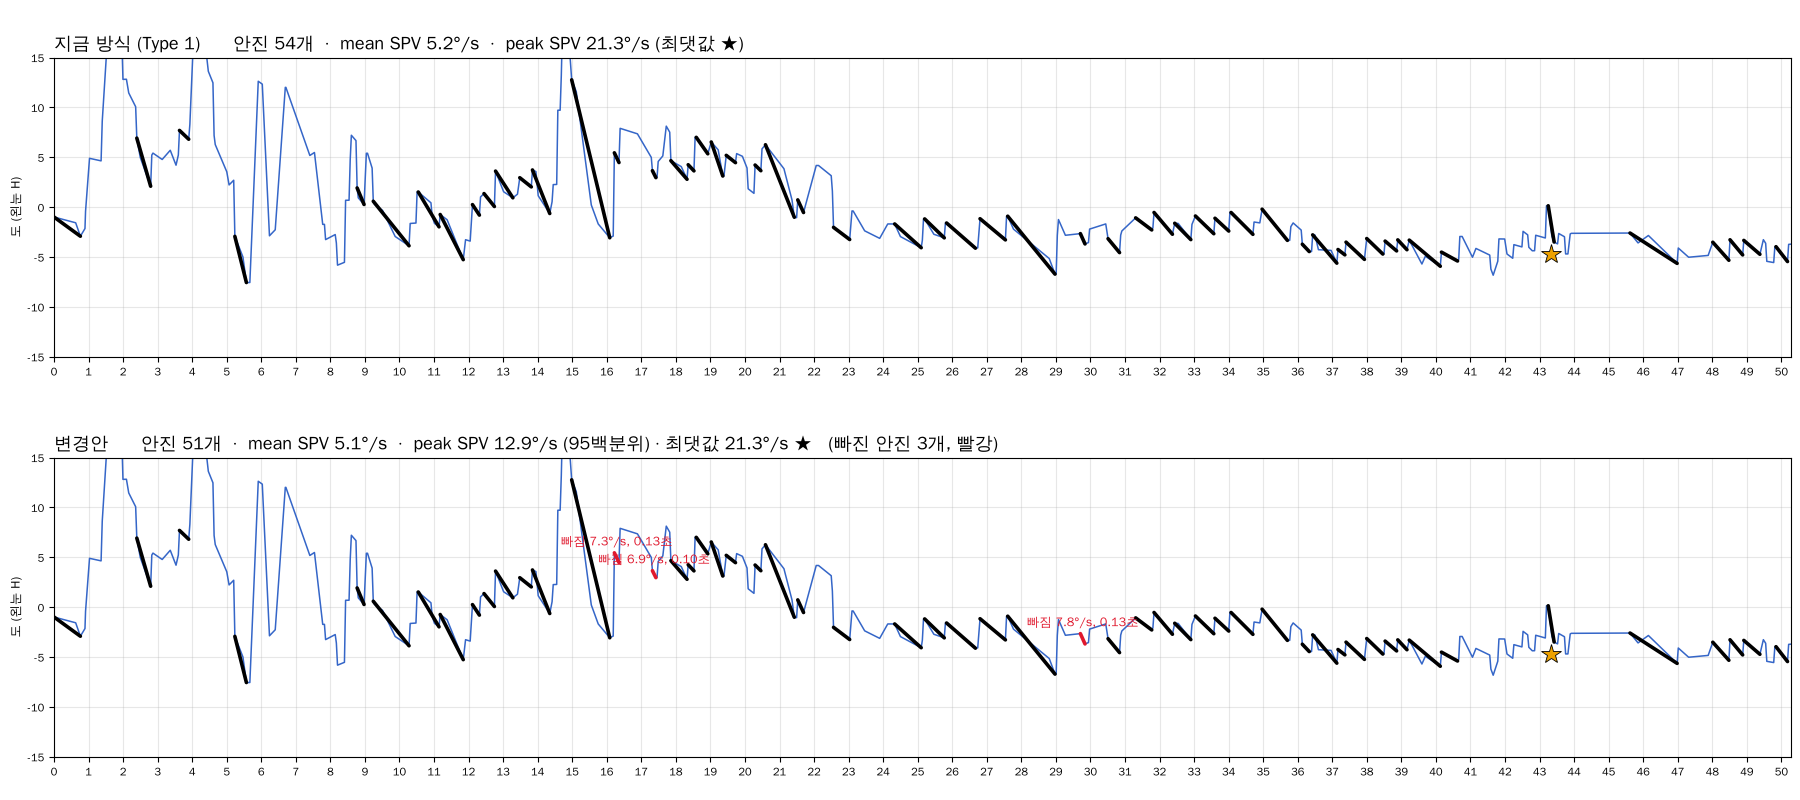 지금 방식 (Type 1)      안진 54개  ·  mean SPV 5.2°/s  ·  peak SPV 21.3°/s (최댓값 ★)
도 (왼눈 H)
15
10
5
0
-5
-10
-15
0 1 2 3 4 5 6 7 8 9 10 11 12 13 14 15 16 17 18 19 20 21 22 23 24 25 26 27 28 29 30 31 32 33 34 35 36 37 38 39 40 41 42 43 44 45 46 47 48 49 50
변경안      안진 51개  ·  mean SPV 5.1°/s  ·  peak SPV 12.9°/s (95백분위) · 최댓값 21.3°/s ★   (빠진 안진 3개, 빨강)
도 (왼눈 H)
15
10
5
0
-5
-10
-15
빠짐 7.3°/s, 0.13초
빠짐 6.9°/s, 0.10초
빠짐 7.8°/s, 0.13초
0 1 2 3 4 5 6 7 8 9 10 11 12 13 14 15 16 17 18 19 20 21 22 23 24 25 26 27 28 29 30 31 32 33 34 35 36 37 38 39 40 41 42 43 44 45 46 47 48 49 50